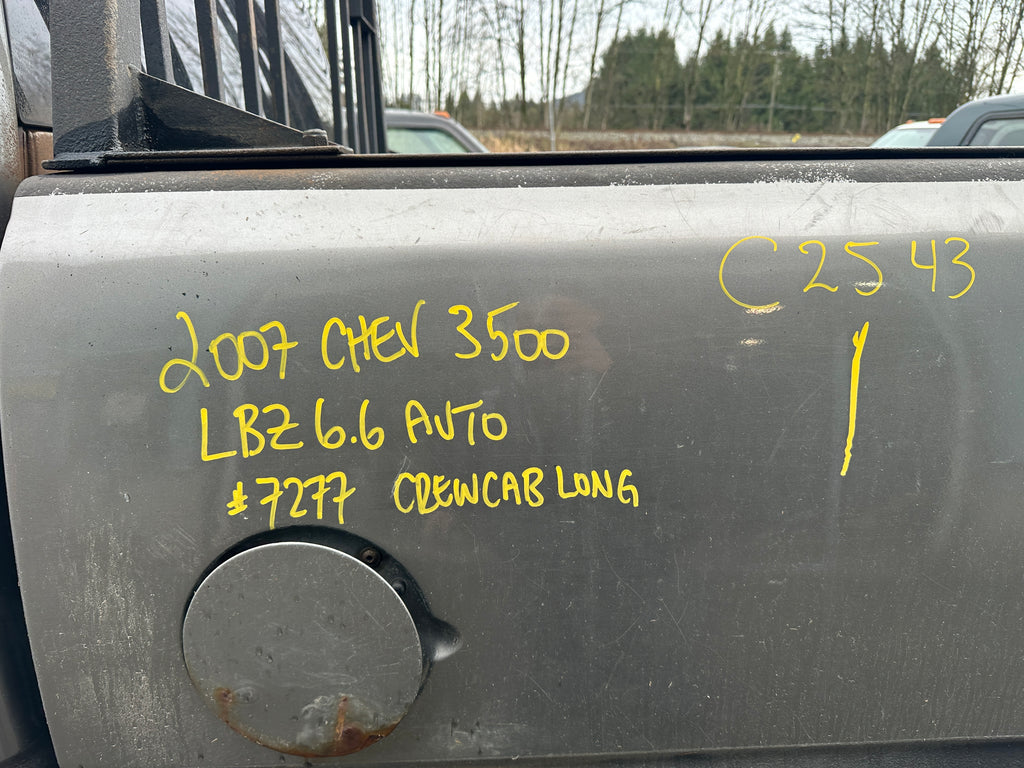 C2543
2007 CHEV 3500
LBZ 6.6 AUTO
#7277 CREWCAB LONG